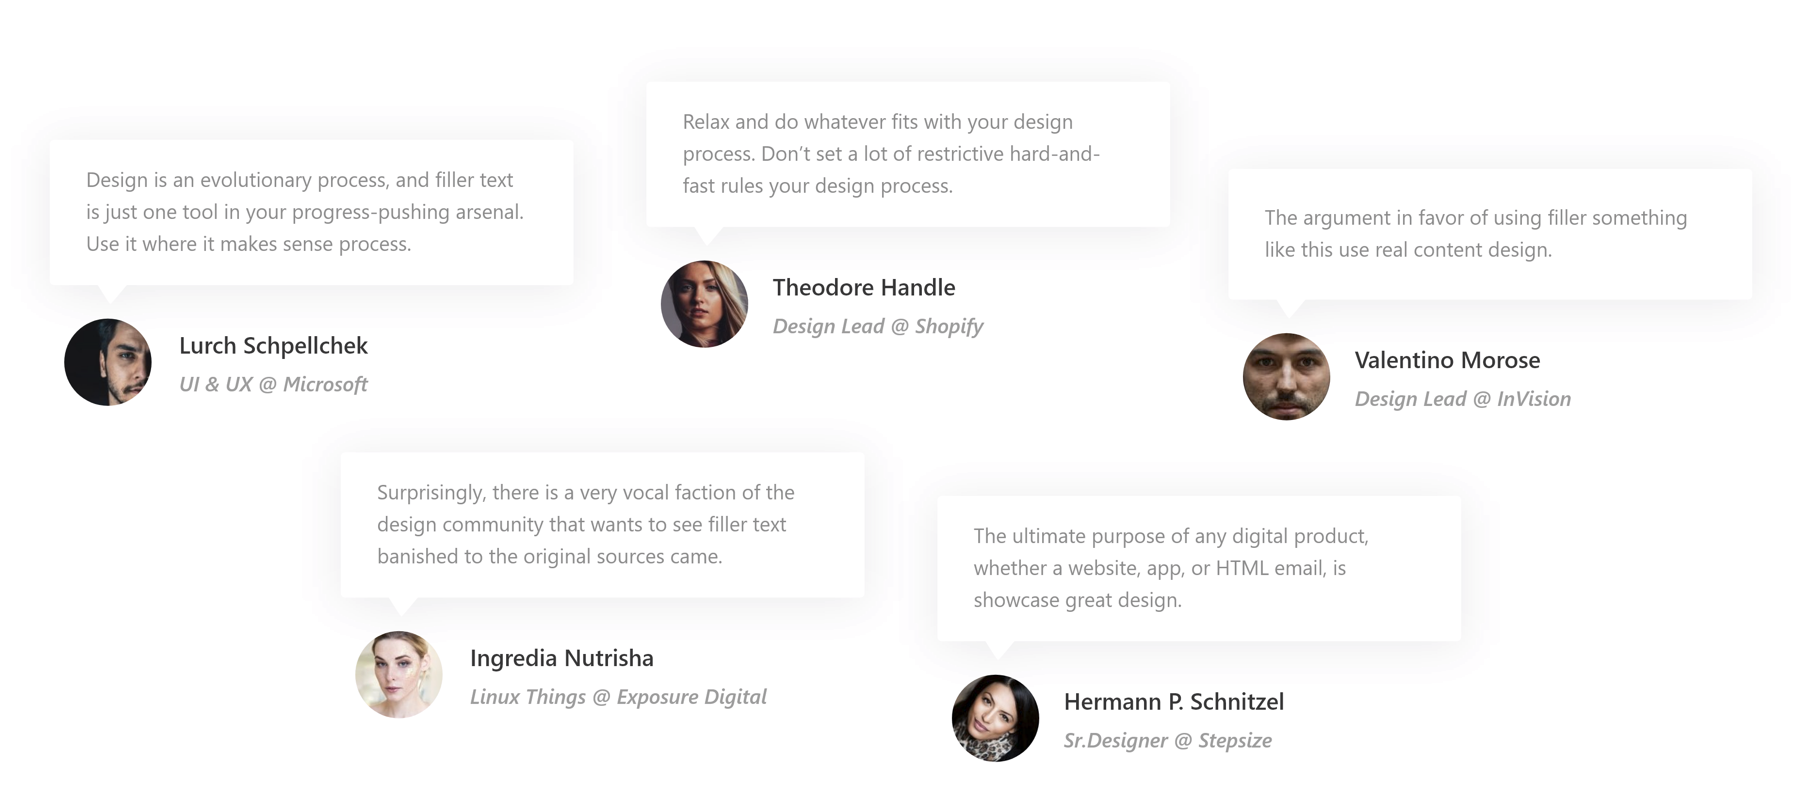 Design is an evolutionary process, and filler text
is just one tool in your progress-pushing arsenal.
Use it where it makes sense process.
Lurch Schpellchek
UI & UX @ Microsoft
Relax and do whatever fits with your design
process. Don’t set a lot of restrictive hard-and-
fast rules your design process.
Theodore Handle
Design Lead @ Shopify
The argument in favor of using filler something
like this use real content design.
Valentino Morose
Design Lead @ InVision
Surprisingly, there is a very vocal faction of the
design community that wants to see filler text
banished to the original sources came.
Ingredia Nutrisha
Linux Things @ Exposure Digital
The ultimate purpose of any digital product,
whether a website, app, or HTML email, is
showcase great design.
Hermann P. Schnitzel
Sr.Designer @ Stepsize